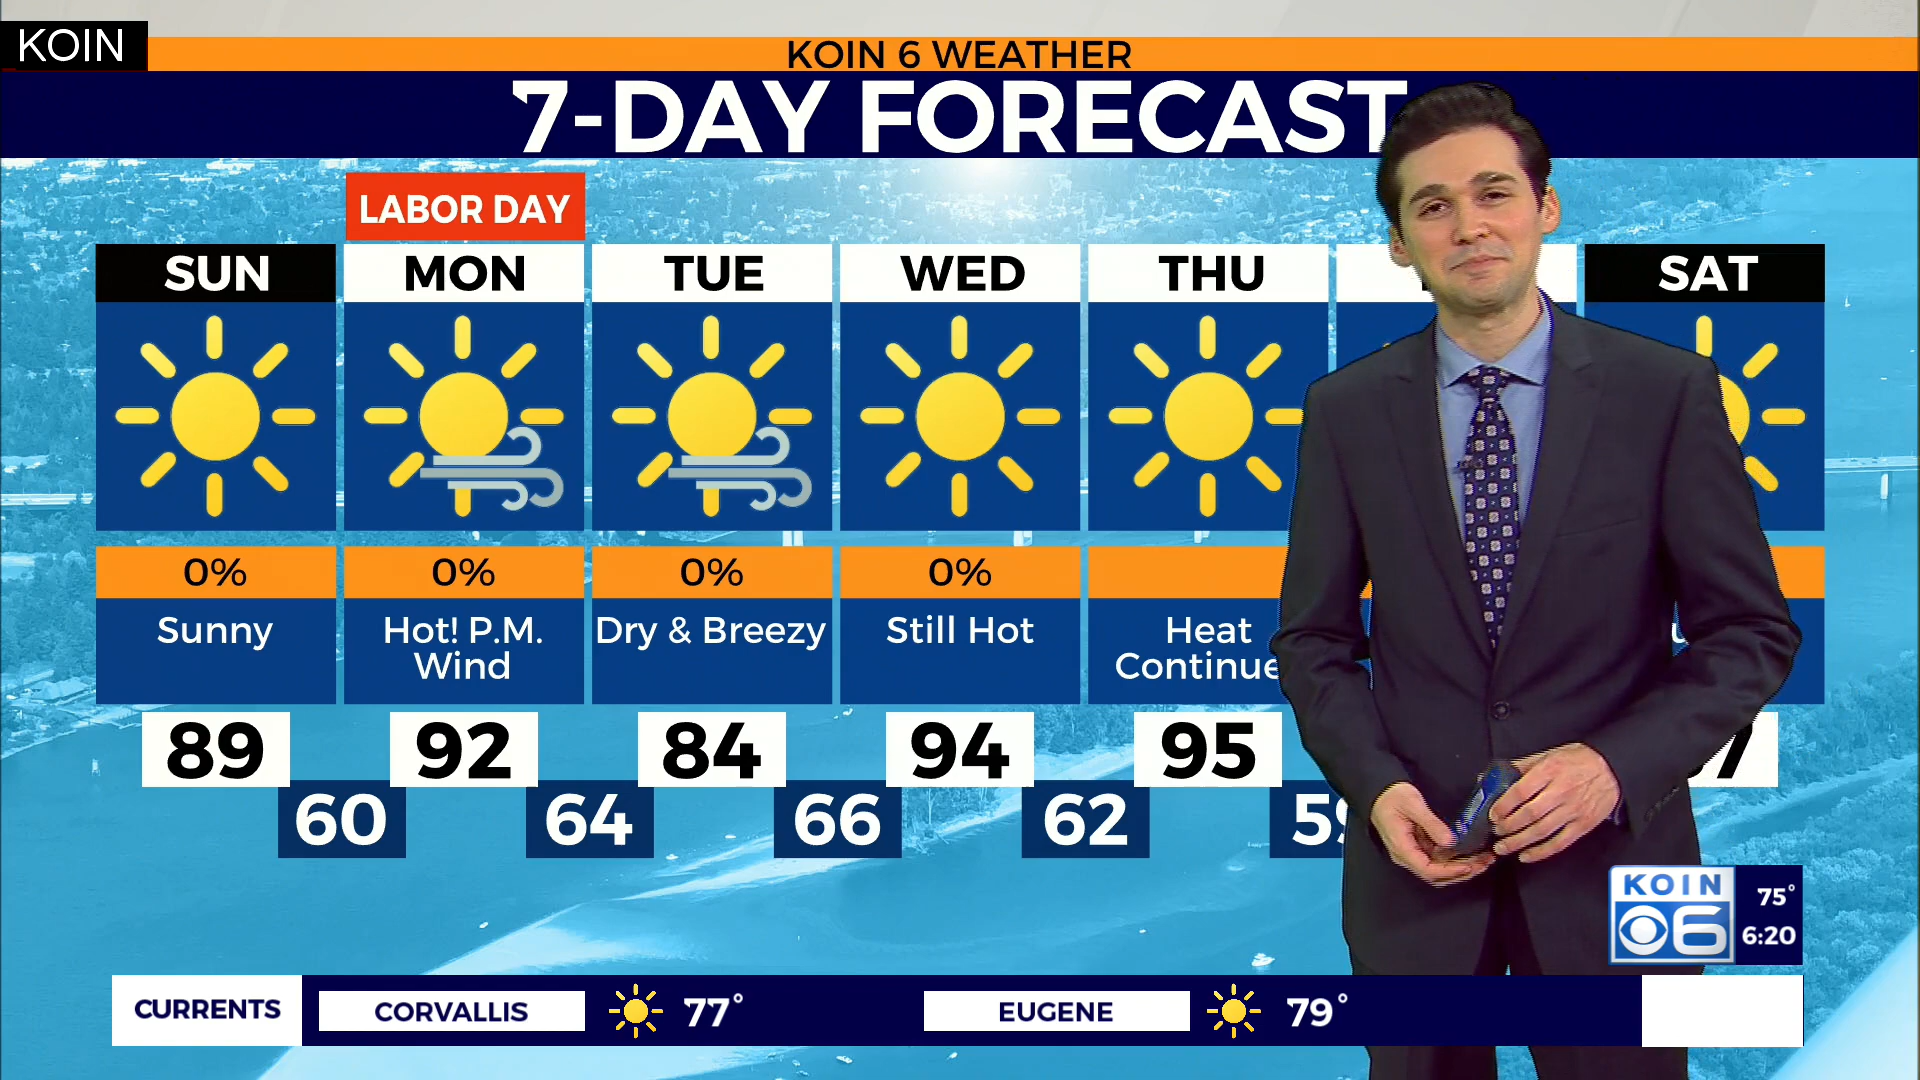 KOIN
KOIN 6 WEATHER
7-DAY FORECAST
LABOR DAY
SUN MON TUE WED THU SAT
0% 0% 0% 0%
Sunny
Hot! P.M.
Wind
Dry & Breezy
Still Hot
Heat
Continue
89 92 84 94 95
60 64 66 62
KOIN
6
75°
6:20
CURRENTS CORVALLIS 77° EUGENE 79°